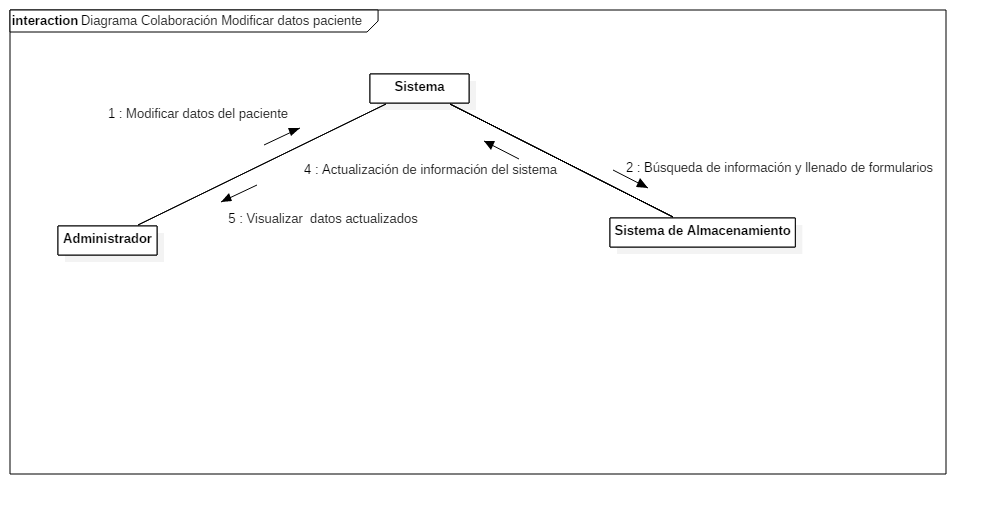 interaction Diagrama Colaboración Modificar datos paciente
Sistema
1 : Modificar datos del paciente
4 : Actualización de información del sistema
2 : Búsqueda de información y llenado de formularios
5 : Visualizar  datos actualizados
Administrador
Sistema de Almacenamiento